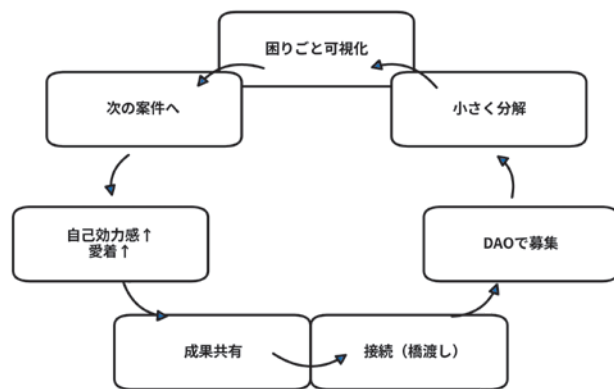 困りごと可視化
次の案件へ
小さく分解
自己効力感↑
愛着↑
DAOで募集
成果共有
接続（橋渡し）